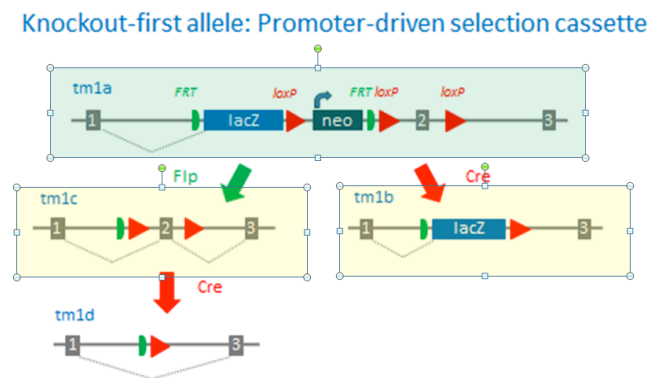 Knockout-first allele: Promoter-driven selection cassette
tm1a
FRT loxP FRT loxP loxP
1 lacZ neo 2 3
Flp Cre
tm1c
1 2 3
tm1b
1 lacZ 3
Cre
tm1d
1 3